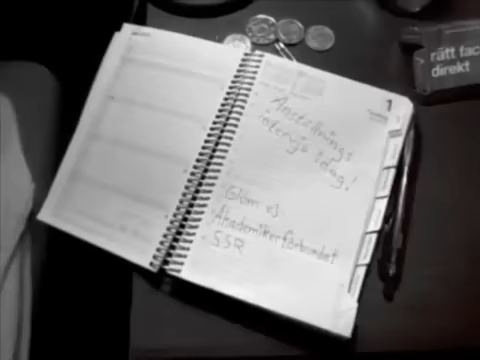 1
Anställnings
intervju idag!
Glöm ej
Akademikerförbundet
SSR
rätt fac
direkt